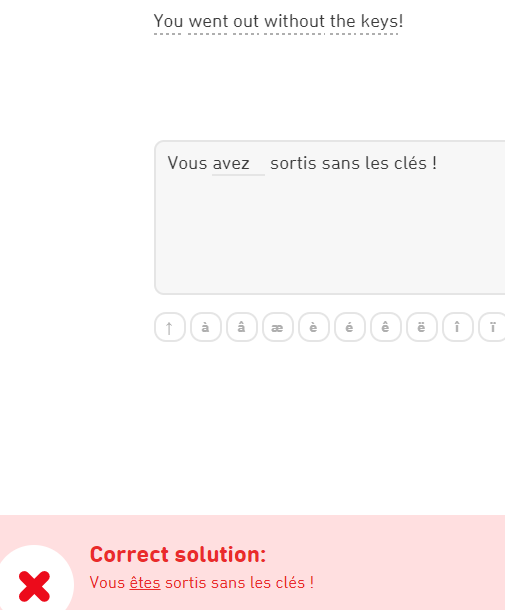 You went out without the keys!
Vous avez sortis sans les clés !
↑ à â æ è é ê ë î ï
Correct solution:
Vous êtes sortis sans les clés !